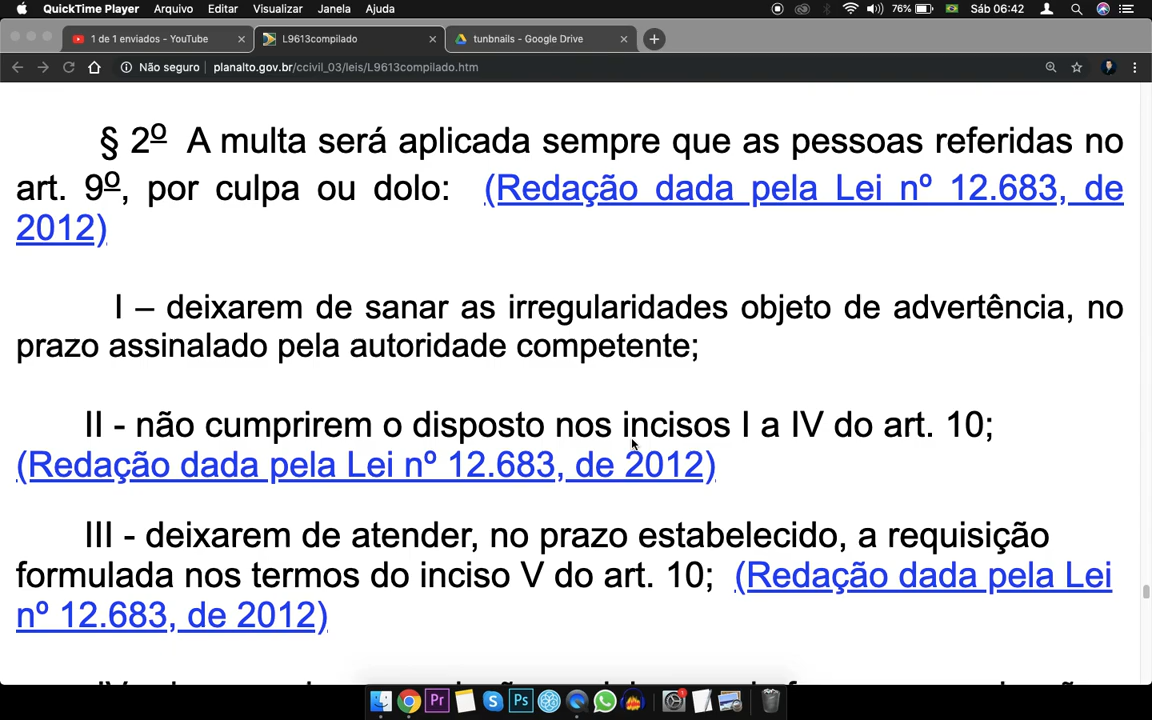 QuickTime Player Arquivo Editar Visualizar Janela Ajuda 76% Sáb 06:42
1 de 1 enviados - YouTube L9613compilado tunbnails - Google Drive
Não seguro planalto.gov.br/ccivil_03/leis/L9613compilado.htm
§ 2º A multa será aplicada sempre que as pessoas referidas no
art. 9º, por culpa ou dolo: (Redação dada pela Lei nº 12.683, de
2012)
I – deixarem de sanar as irregularidades objeto de advertência, no
prazo assinalado pela autoridade competente;
II - não cumprirem o disposto nos incisos I a IV do art. 10;
(Redação dada pela Lei nº 12.683, de 2012)
III - deixarem de atender, no prazo estabelecido, a requisição
formulada nos termos do inciso V do art. 10; (Redação dada pela Lei
nº 12.683, de 2012)
Pr Ps